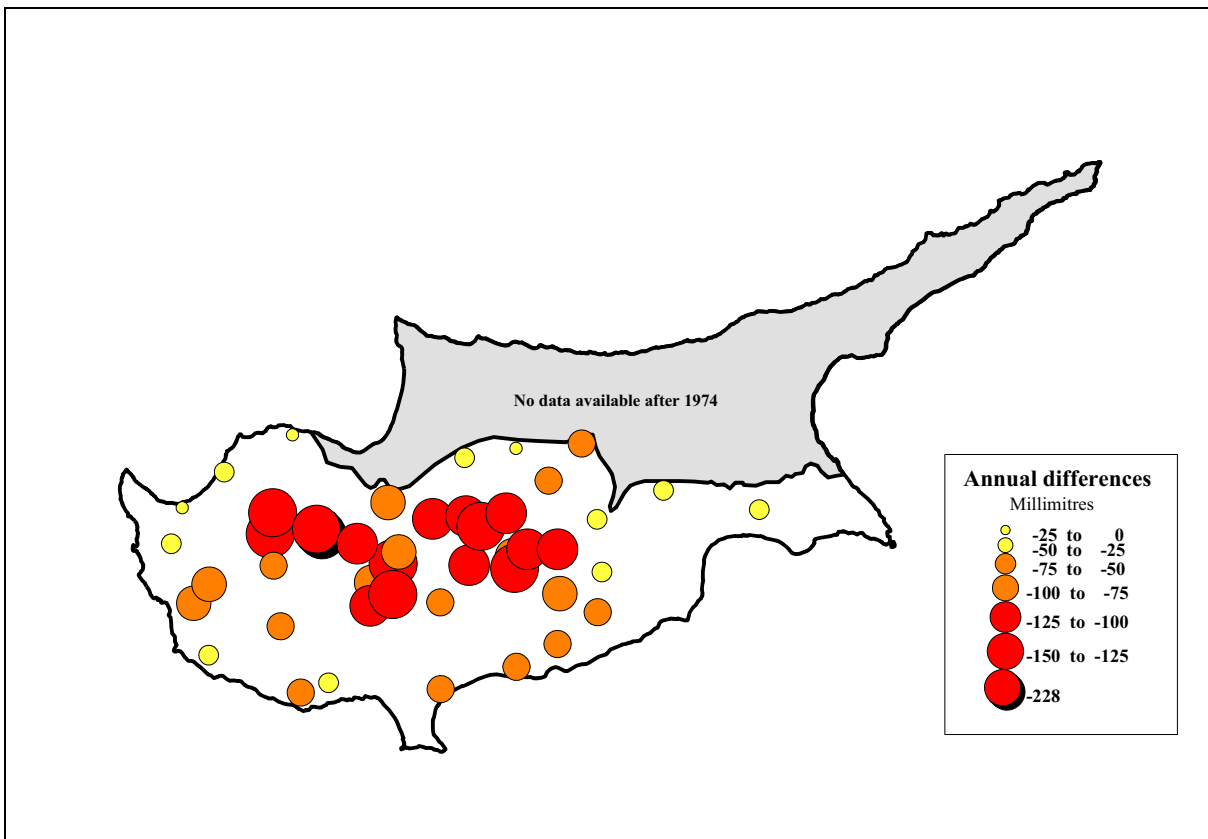 No data available after 1974
Annual differences
Millimitres
-25 to 0
-50 to -25
-75 to -50
-100 to -75
-125 to -100
-150 to -125
-228